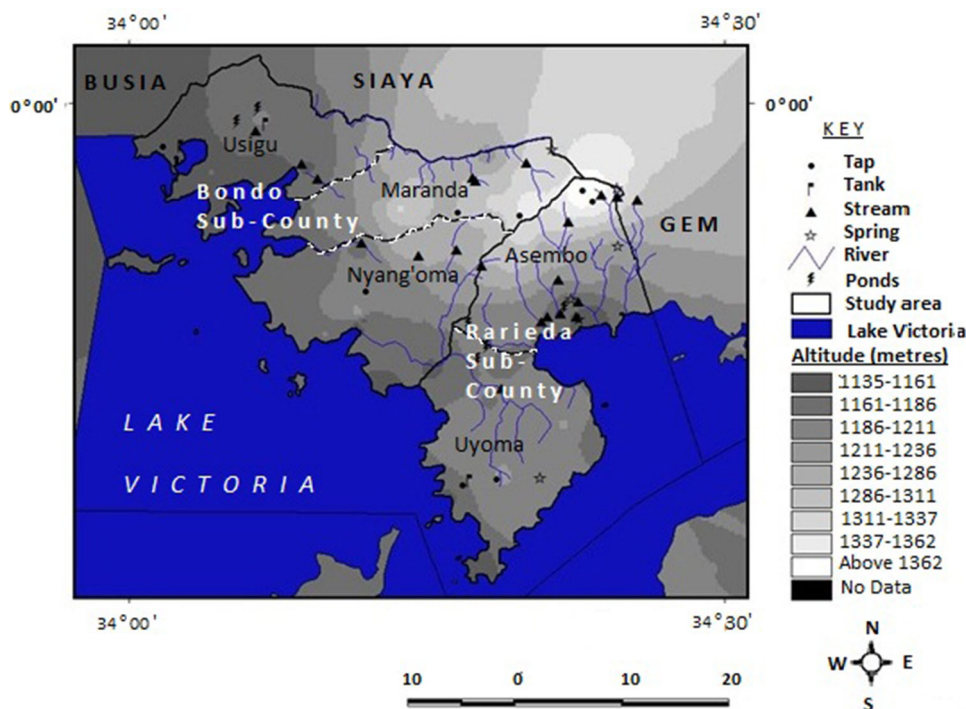 34°00'
34°30'
BUSIA
SIAYA
0°00'
0°00'
Usigu
Bondo
Sub-County
Maranda
GEM
Nyang'oma
Asembo
Rarieda
Sub-
County
LAKE
VICTORIA
Uyoma
34°00'
34°30'
KEY
Tap
Tank
Stream
Spring
River
Ponds
Study area
Lake Victoria
Altitude (metres)
1135-1161
1161-1186
1186-1211
1211-1236
1236-1286
1286-1311
1311-1337
1337-1362
Above 1362
No Data
N
W E
S
10 0 10 20